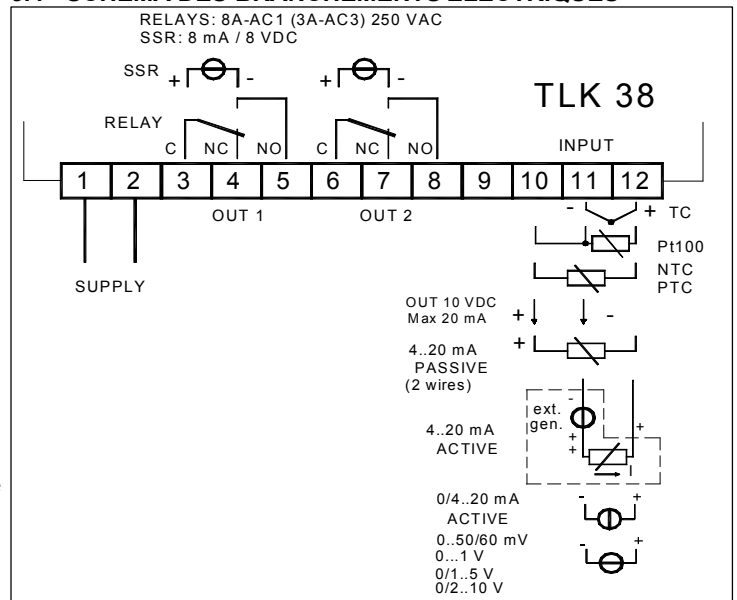 RELAYS: 8A-AC1 (3A-AC3) 250 VAC
SSR: 8 mA / 8 VDC
SSR + - + -
TLK 38
RELAY
C NC NO C NC NO INPUT
1 2 3 4 5 6 7 8 9 10 11 12
OUT 1 OUT 2
- + TC
Pt100
SUPPLY
NTC
PTC
OUT 10 VDC
Max 20 mA + -
4..20 mA +
PASSIVE
(2 wires)
-
ext.
gen.
+
+
+
4..20 mA
ACTIVE
I
0/4..20 mA - +
ACTIVE
0..50/60 mV - +
0...1 V
0/1..5 V
0/2..10 V